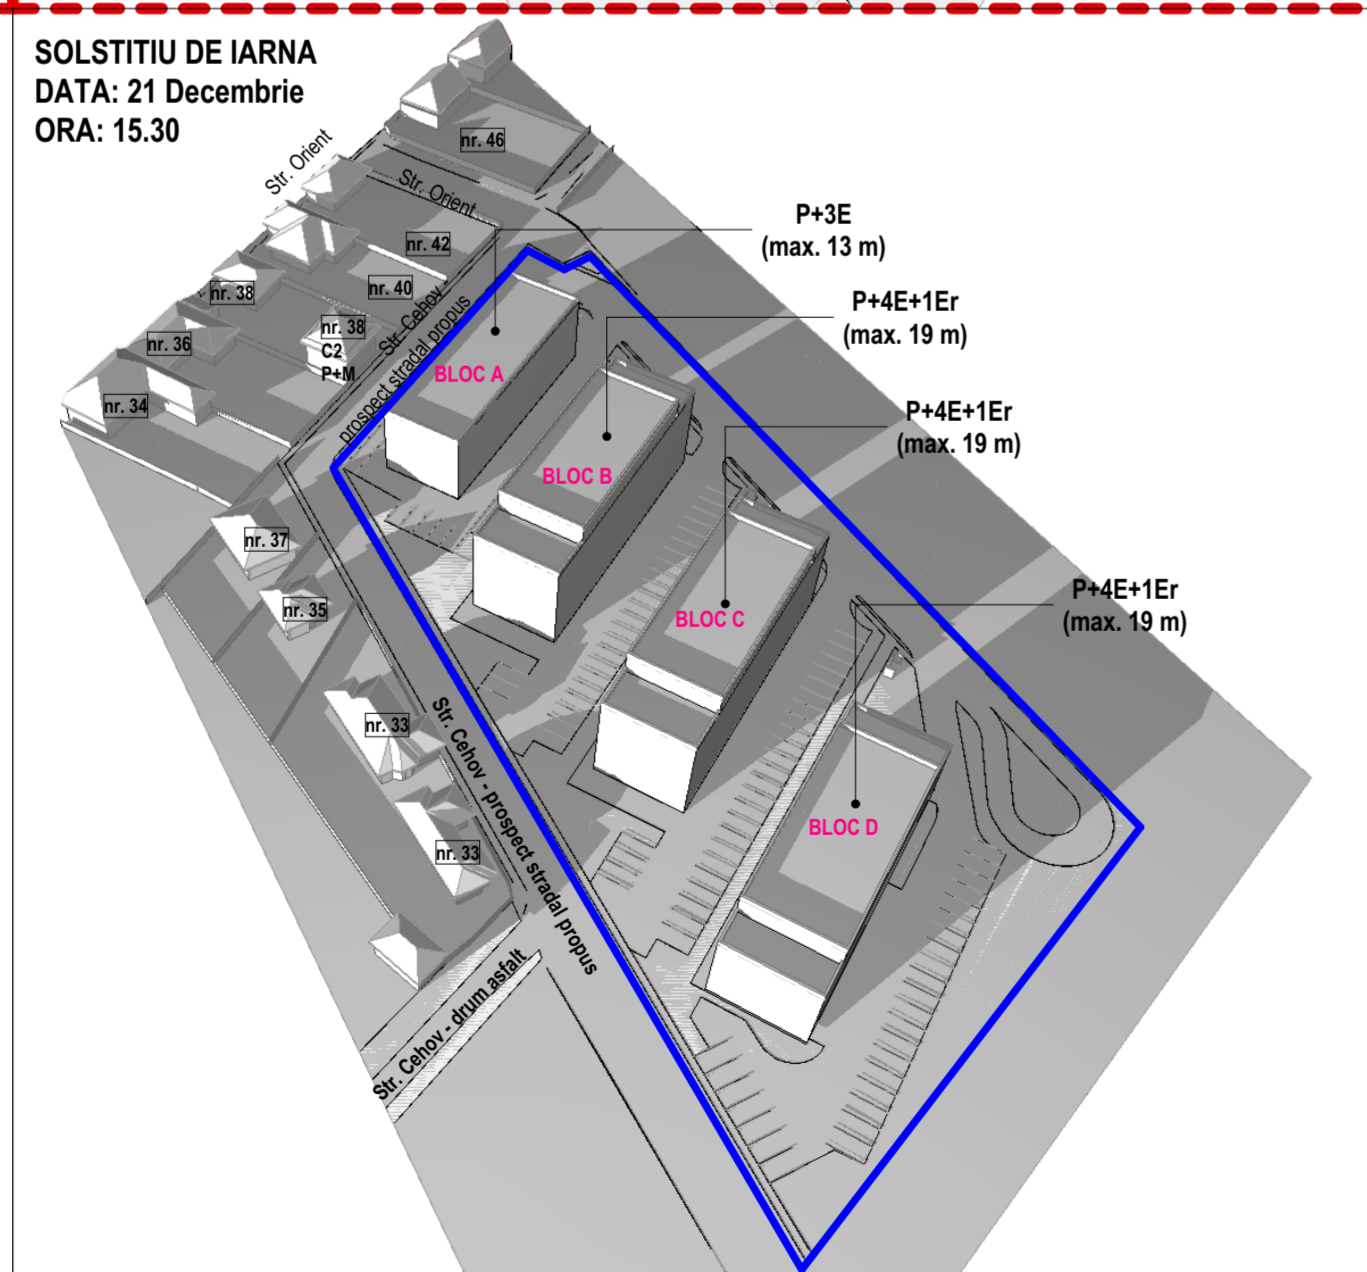 SOLSTITIU DE IARNA
DATA: 21 Decembrie
ORA: 15.30
nr. 46
Str. Orient
Str. Orient
nr. 42
nr. 40
nr. 38
nr. 38
C2
P+M
nr. 36
nr. 34
Str. Cehov
prospect stradal propus
P+3E
(max. 13 m)
P+4E+1Er
(max. 19 m)
P+4E+1Er
(max. 19 m)
P+4E+1Er
(max. 19 m)
BLOC A
BLOC B
BLOC C
BLOC D
nr. 37
nr. 35
nr. 33
nr. 33
Str. Cehov - prospect stradal propus
Str. Cehov - drum asfalt